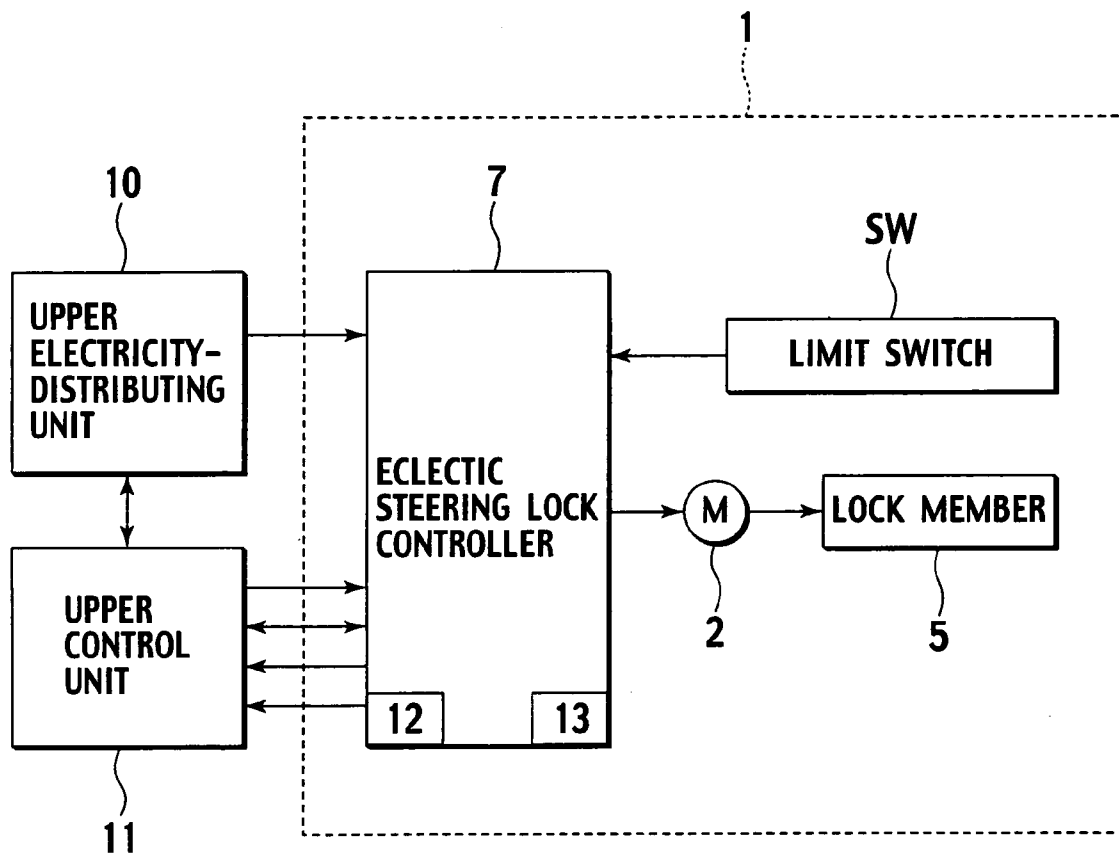 1
10
7
SW
UPPER
ELECTRICITY-
DISTRIBUTING
UNIT
LIMIT SWITCH
ECLECTIC
STEERING LOCK
CONTROLLER
M
LOCK MEMBER
UPPER
CONTROL
UNIT
2
5
12
13
11